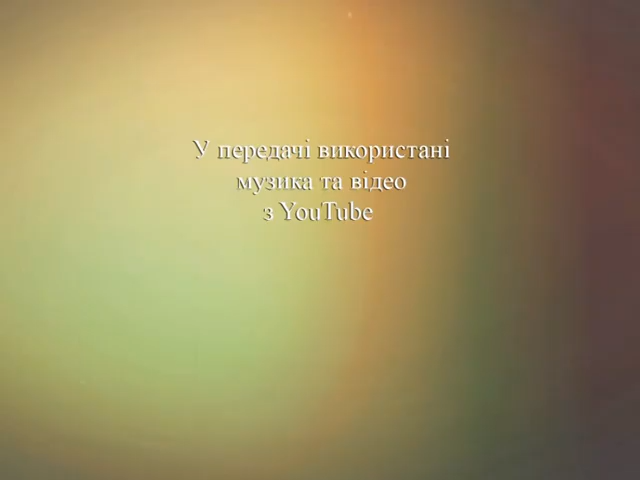 У передачі використані
музика та відео
з YouTube